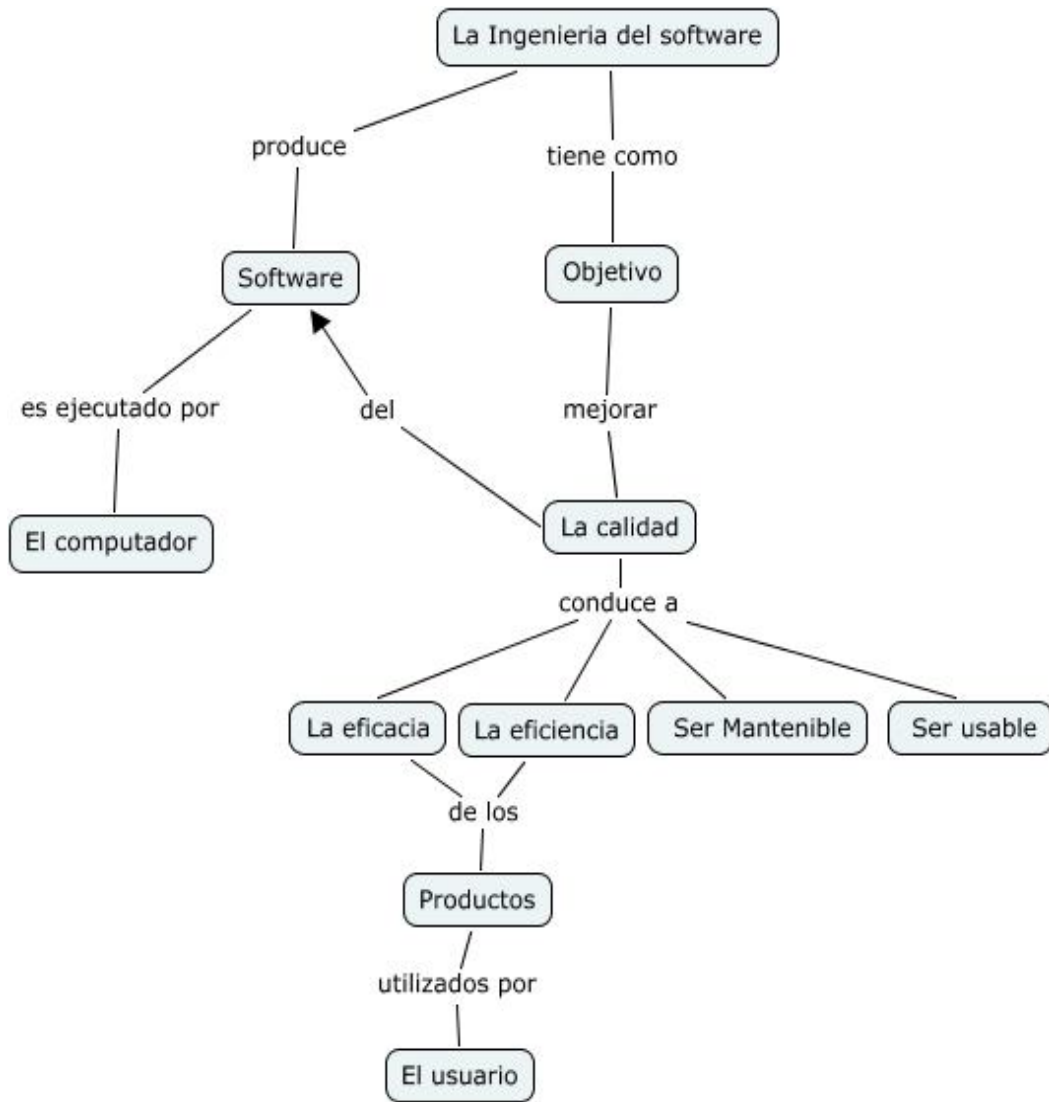 La Ingenieria del software
produce
tiene como
Software
Objetivo
es ejecutado por
del
mejorar
El computador
La calidad
conduce a
La eficacia
La eficiencia
Ser Mantenible
Ser usable
de los
Productos
utilizados por
El usuario